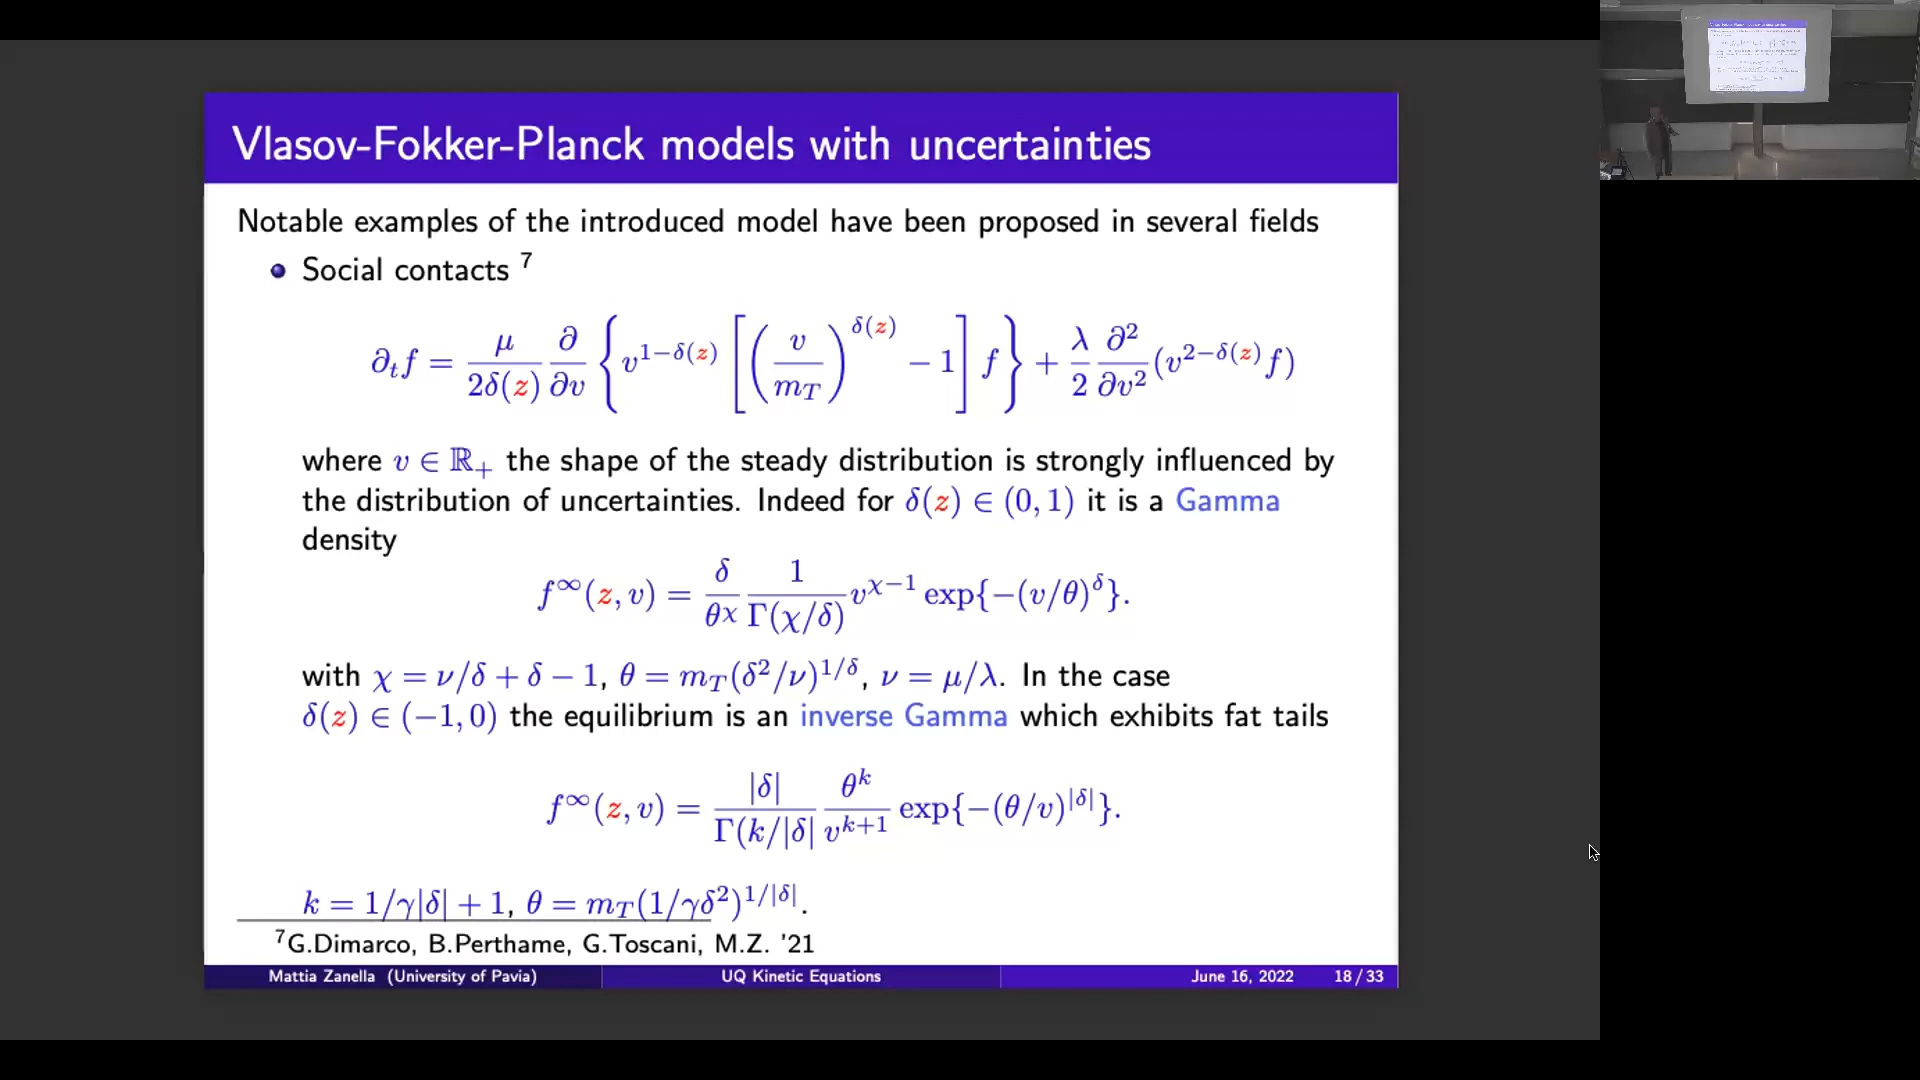 Vlasov-Fokker-Planck models with uncertainties
Notable examples of the introduced model have been proposed in several fields
Social contacts ⁷
∂ₜf = μ/2δ(z) ∂/∂v { v^{1−δ(z)} [ (v/m_T)^{δ(z)} − 1 ] f } + λ/2 ∂²/∂v² (v^{2−δ(z)} f)
where v ∈ ℝ₊ the shape of the steady distribution is strongly influenced by
the distribution of uncertainties. Indeed for δ(z) ∈ (0, 1) it is a Gamma
density
f^∞(z, v) = δ/θ^χ 1/Γ(χ/δ) v^{χ−1} exp{−(v/θ)^δ}.
with χ = ν/δ + δ − 1, θ = m_T(δ²/ν)^{1/δ}, ν = μ/λ. In the case
δ(z) ∈ (−1, 0) the equilibrium is an inverse Gamma which exhibits fat tails
f^∞(z, v) = |δ|/Γ(k/|δ| θ^k/v^{k+1} exp{−(θ/v)^{|δ|}}.
k = 1/γ|δ| + 1, θ = m_T(1/γδ²)^{1/|δ|}.
⁷G.Dimarco, B.Perthame, G.Toscani, M.Z. '21
Mattia Zanella (University of Pavia) UQ Kinetic Equations June 16, 2022 18 / 33